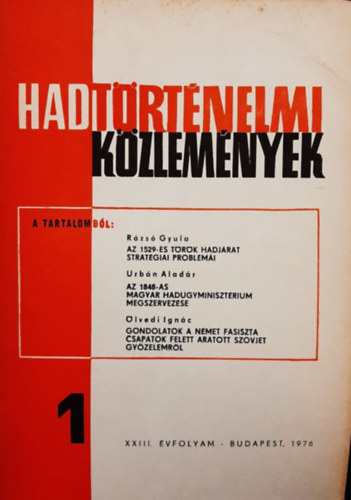 HADTÖRTÉNELMI
KÖZLEMÉNYEK
A TARTALOMBÓL:
Rázsó Gyula
AZ 1529-ES TÖRÖK HADJÁRAT
STRATÉGIAI PROBLÉMÁI
Urbán Aladár
AZ 1848-AS
MAGYAR HADÜGYMINISZTÉRIUM
MEGSZERVEZÉSE
Ölvedi Ignác
GONDOLATOK A NÉMET FASISZTA
CSAPATOK FELETT ARATOTT SZOVJET
GYŐZELEMRŐL
1
XXIII. ÉVFOLYAM - BUDAPEST, 1976